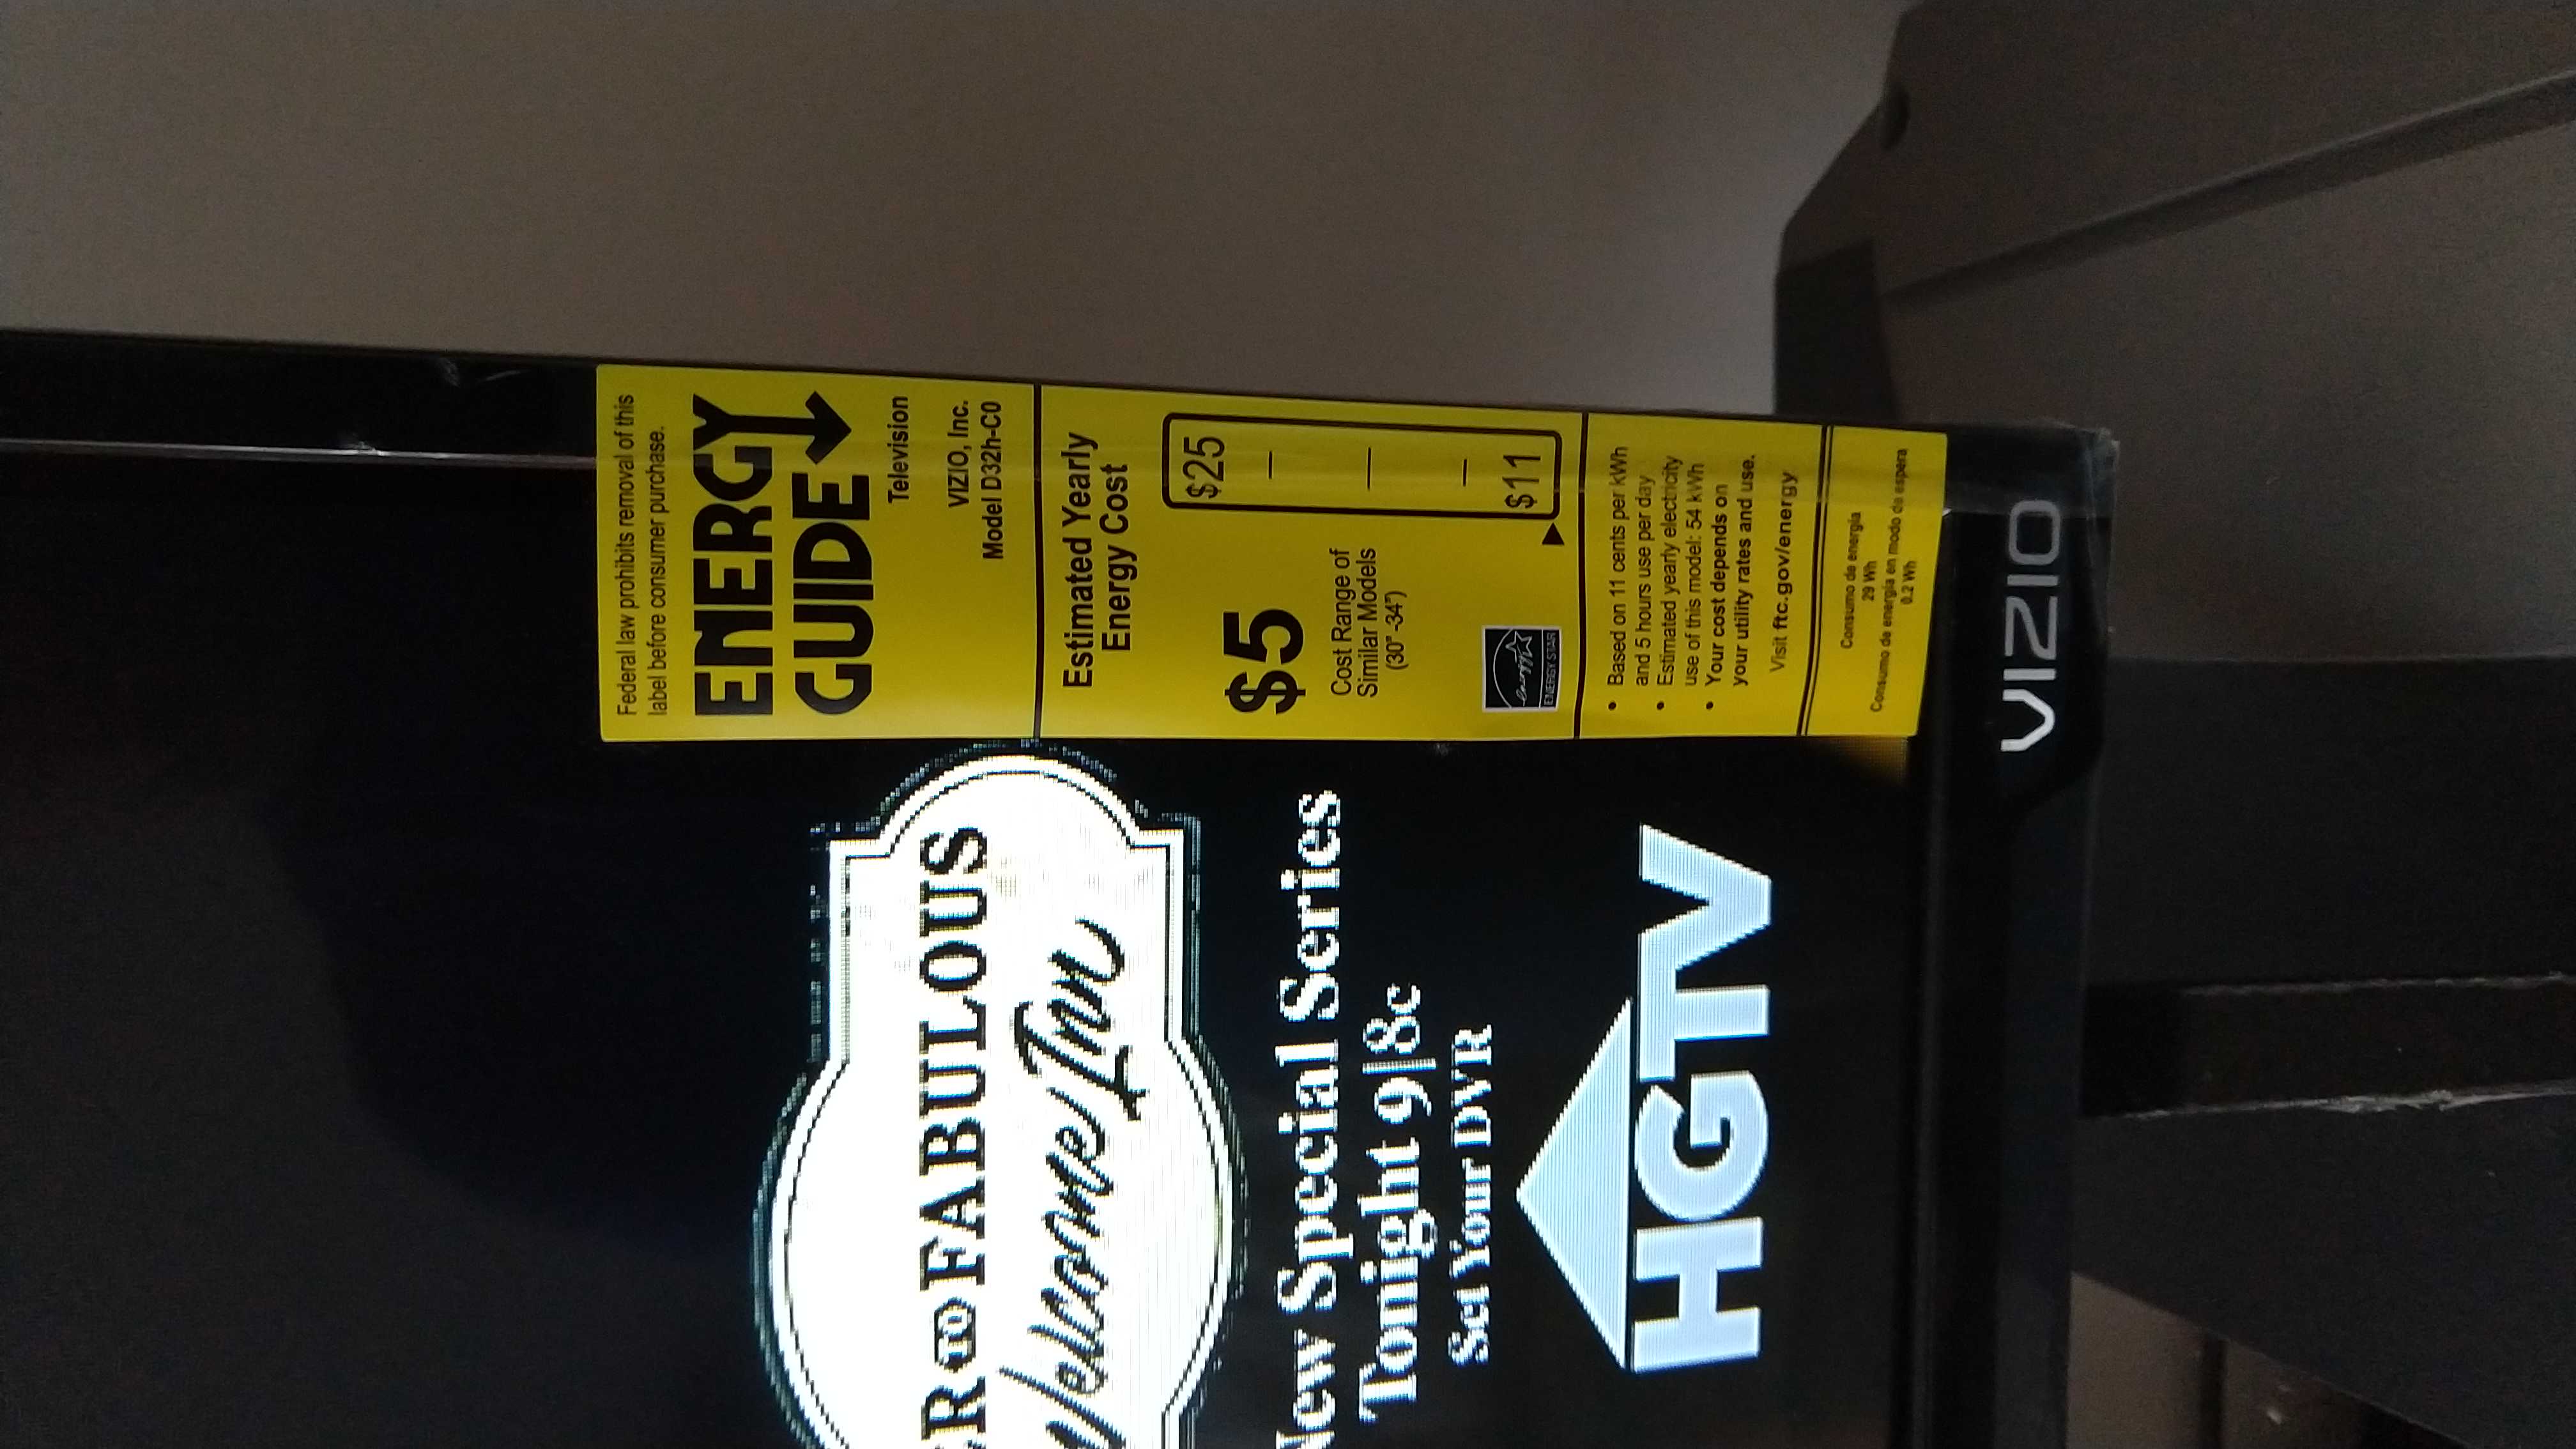 Federal law prohibits removal of this
label before consumer purchase.
ENERGY
GUIDE
Television
VIZIO, Inc.
Model D32h-C0
Estimated Yearly
Energy Cost
$5
Cost Range of
Similar Models
(30"-34")
$25
$11
energy
ENERGY STAR
• Based on 11 cents per kWh
and 5 hours use per day
• Estimated yearly electricity
use of this model: 54 kWh
• Your cost depends on
your utility rates and use.
Visit ftc.gov/energy
Consumo de energía
29 Wh
Consumo de energía en modo de espera
0.2 Wh
VIZIO
TO FABULOUS
Welcome Inn
New Special Series
Tonight 9|8c
Set Your DVR
HGTV